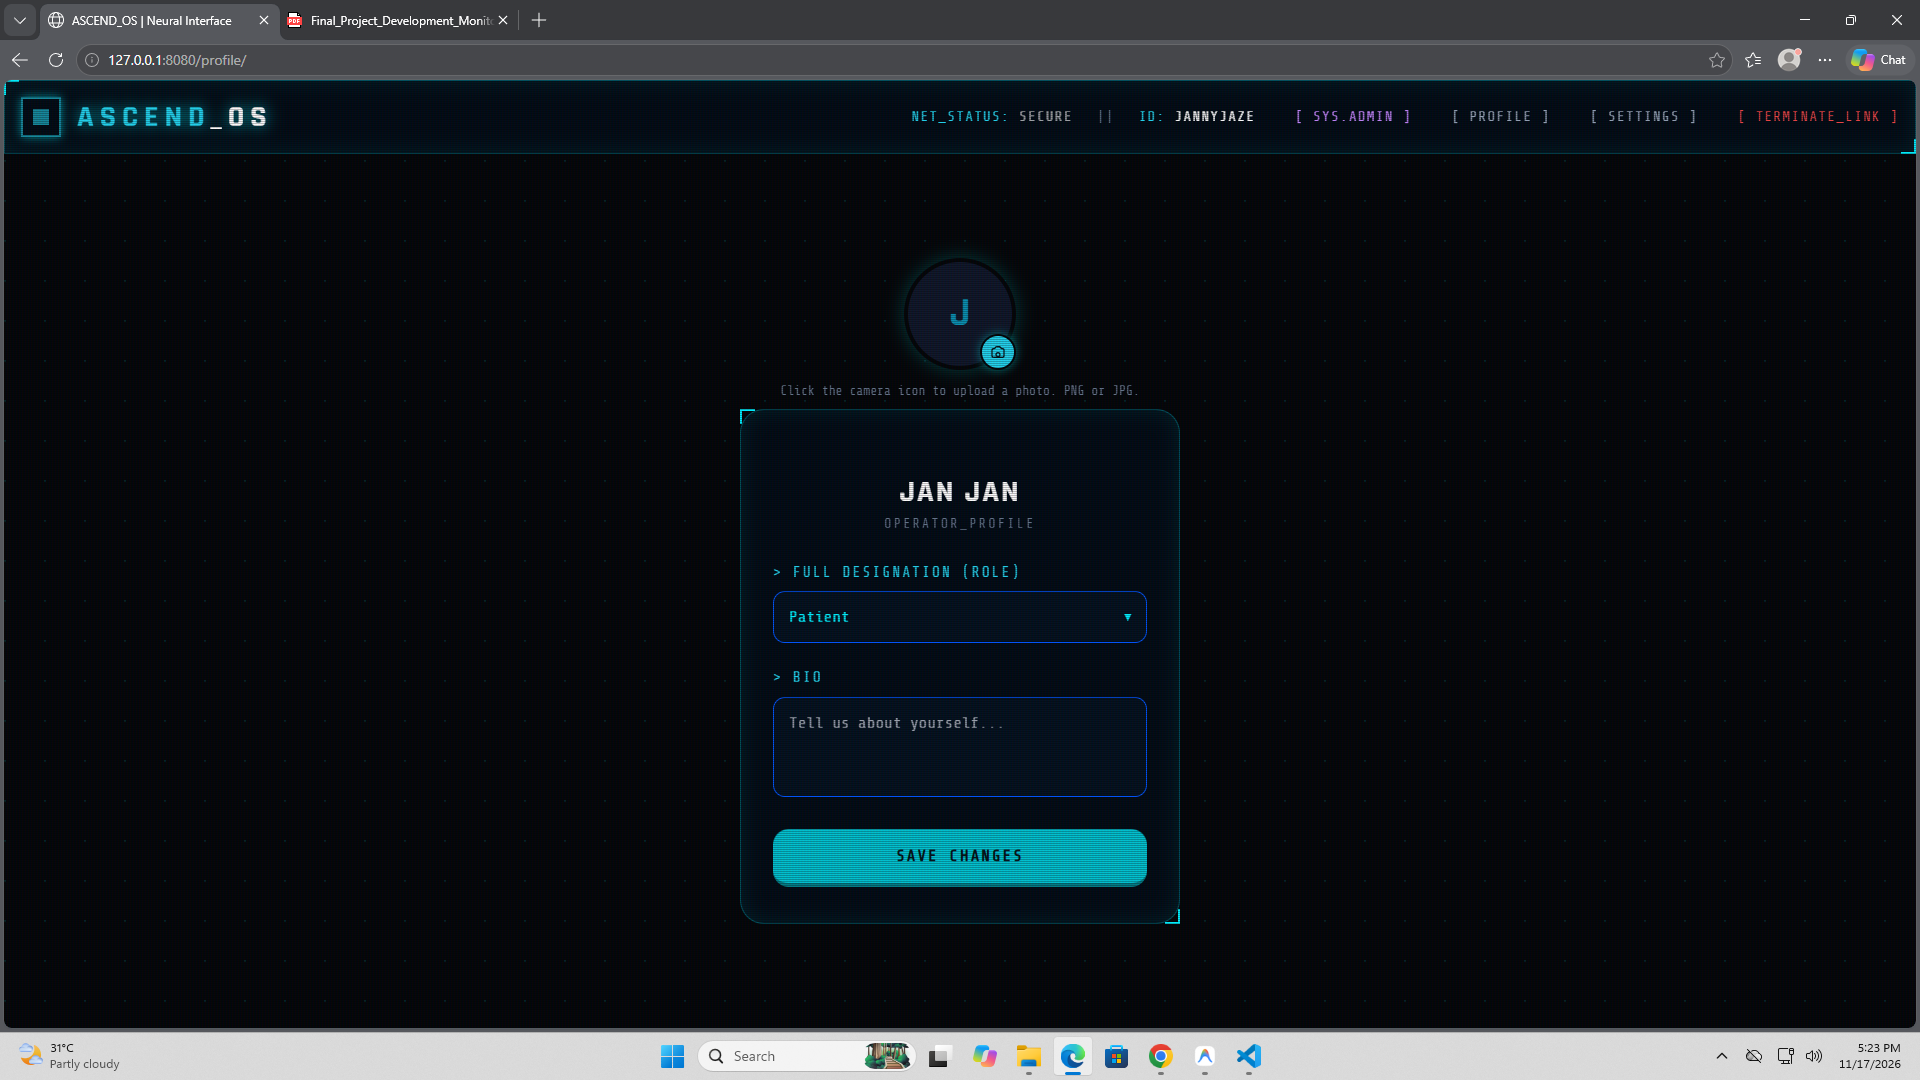 ASCEND_OS | Neural Interface
Final_Project_Development_Monito
127.0.0.1:8080/profile/
Chat
ASCEND_OS
NET_STATUS: SECURE || ID: JANNYJAZE [ SYS.ADMIN ] [ PROFILE ] [ SETTINGS ] [ TERMINATE_LINK ]
J
Click the camera icon to upload a photo. PNG or JPG.
JAN JAN
OPERATOR_PROFILE
> FULL DESIGNATION (ROLE)
Patient
> BIO
Tell us about yourself...
SAVE CHANGES
31°C
Partly cloudy
Search
5:23 PM
11/17/2026